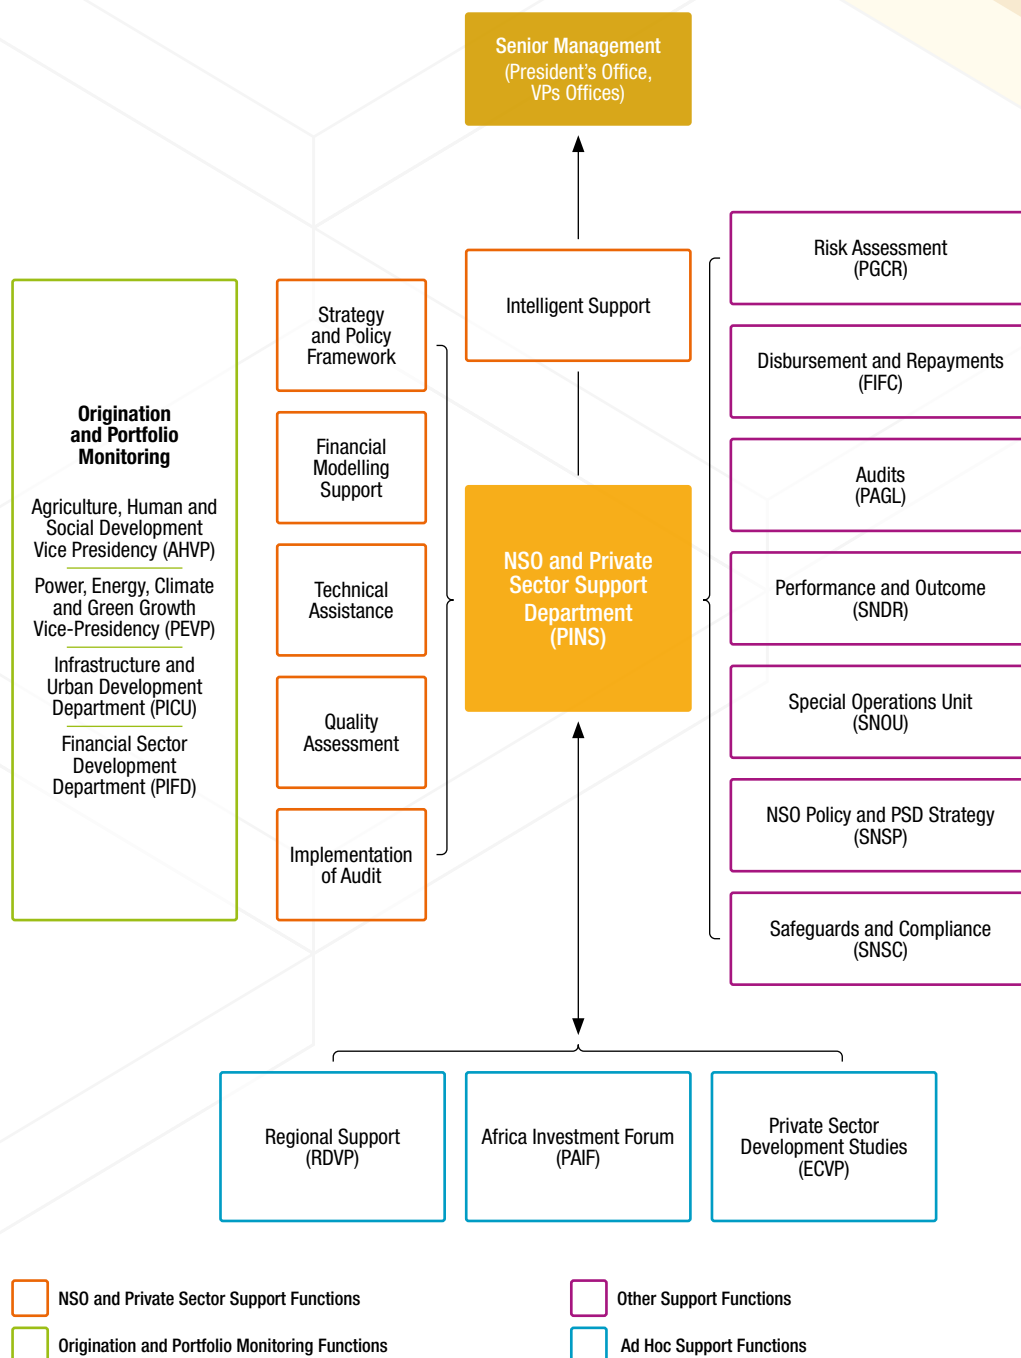 Senior Management
(President's Office,
VPs Offices)
Intelligent Support
Origination
and Portfolio
Monitoring
Agriculture, Human and
Social Development
Vice Presidency (AHVP)
Power, Energy, Climate
and Green Growth
Vice-Presidency (PEVP)
Infrastructure and
Urban Development
Department (PICU)
Financial Sector
Development
Department (PIFD)
Strategy
and Policy
Framework
Financial
Modelling
Support
Technical
Assistance
Quality
Assessment
Implementation
of Audit
NSO and Private
Sector Support
Department
(PINS)
Risk Assessment
(PGCR)
Disbursement and Repayments
(FIFC)
Audits
(PAGL)
Performance and Outcome
(SNDR)
Special Operations Unit
(SNOU)
NSO Policy and PSD Strategy
(SNSP)
Safeguards and Compliance
(SNSC)
Regional Support
(RDVP)
Africa Investment Forum
(PAIF)
Private Sector
Development Studies
(ECVP)
NSO and Private Sector Support Functions
Other Support Functions
Origination and Portfolio Monitoring Functions
Ad Hoc Support Functions